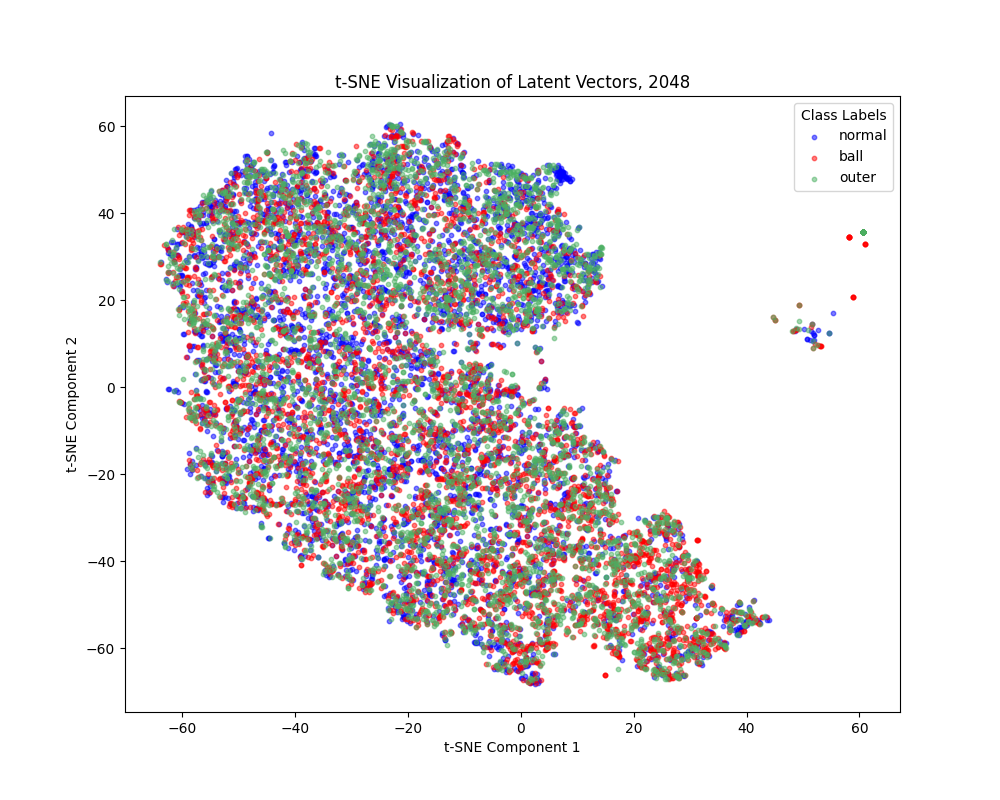 t-SNE Visualization of Latent Vectors, 2048
Class Labels
normal
ball
outer
60
40
20
0
−20
−40
−60
t-SNE Component 2
−60
−40
−20
0
20
40
60
t-SNE Component 1